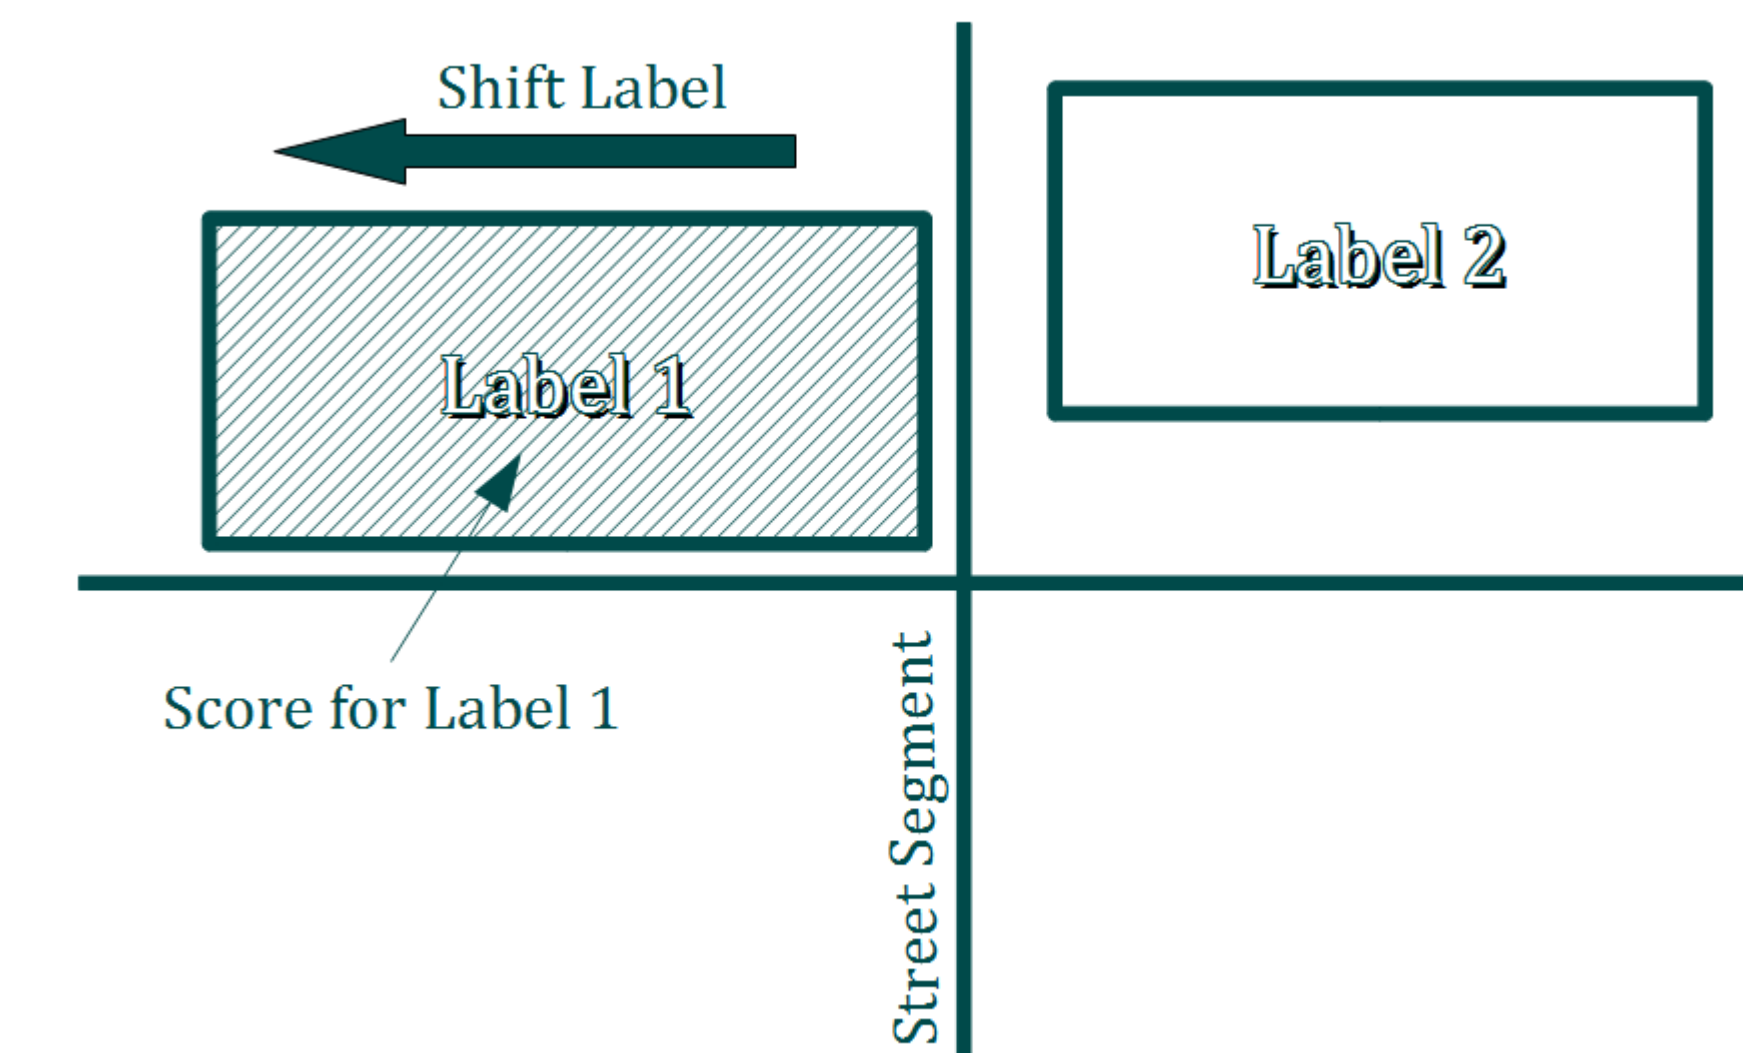 Shift Label
Label 2
Label 1
Score for Label 1
Street Segment